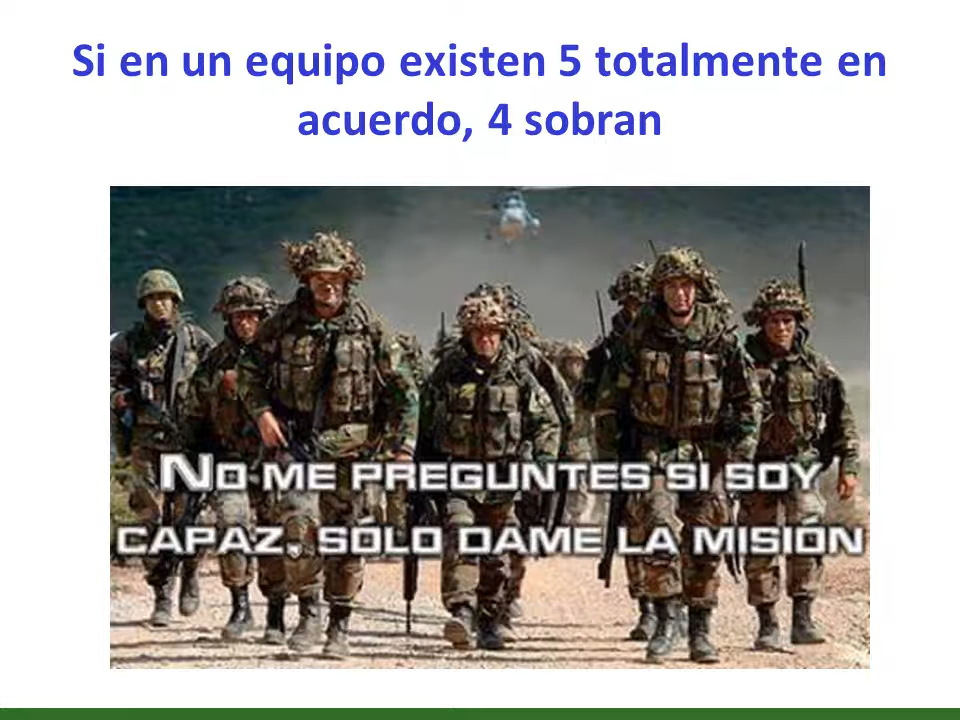 Si en un equipo existen 5 totalmente en
acuerdo, 4 sobran
No me preguntes si soy
capaz, sólo dame la misión